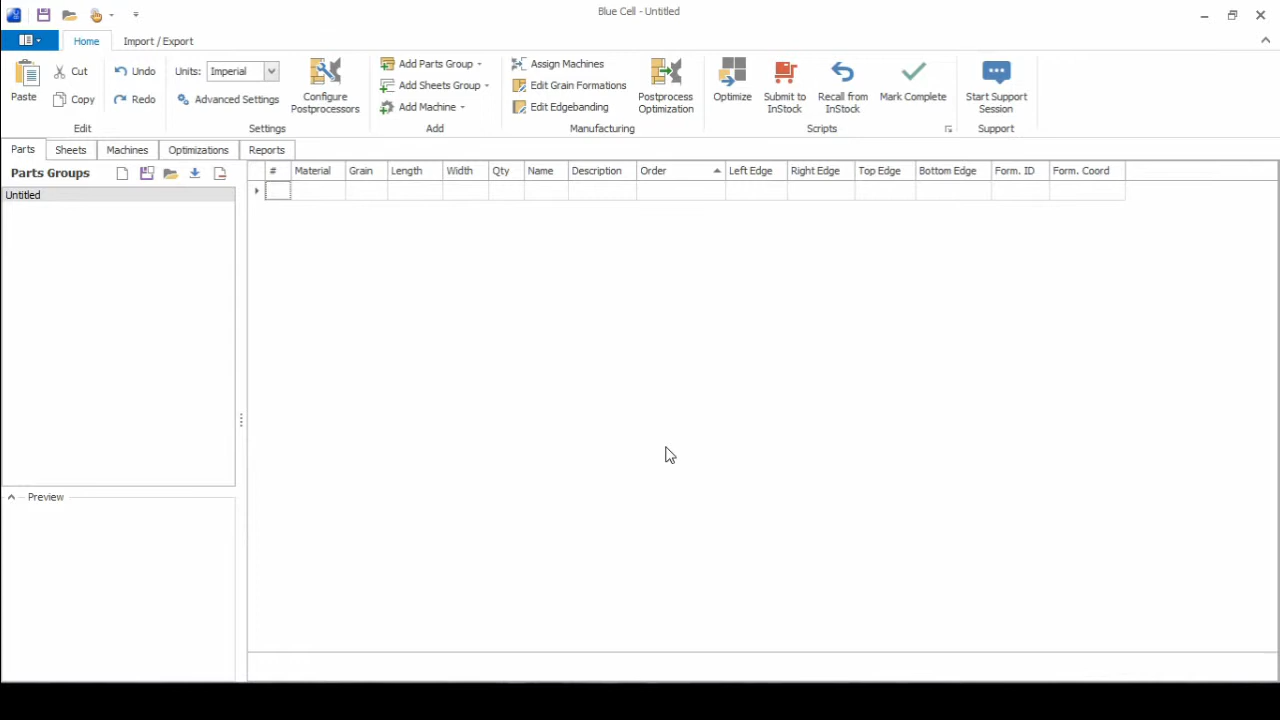 Blue Cell - Untitled
Home
Import / Export
Paste
Cut
Copy
Edit
Undo
Redo
Units:
Imperial
Advanced Settings
Configure
Postprocessors
Settings
Add Parts Group
Add Sheets Group
Add Machine
Add
Assign Machines
Edit Grain Formations
Edit Edgebanding
Postprocess
Optimization
Manufacturing
Optimize
Submit to
InStock
Recall from
InStock
Mark Complete
Scripts
Start Support
Session
Support
Parts
Sheets
Machines
Optimizations
Reports
Parts Groups
Untitled
Preview
# Material Grain Length Width Qty Name Description Order Left Edge Right Edge Top Edge Bottom Edge Form. ID Form. Coord